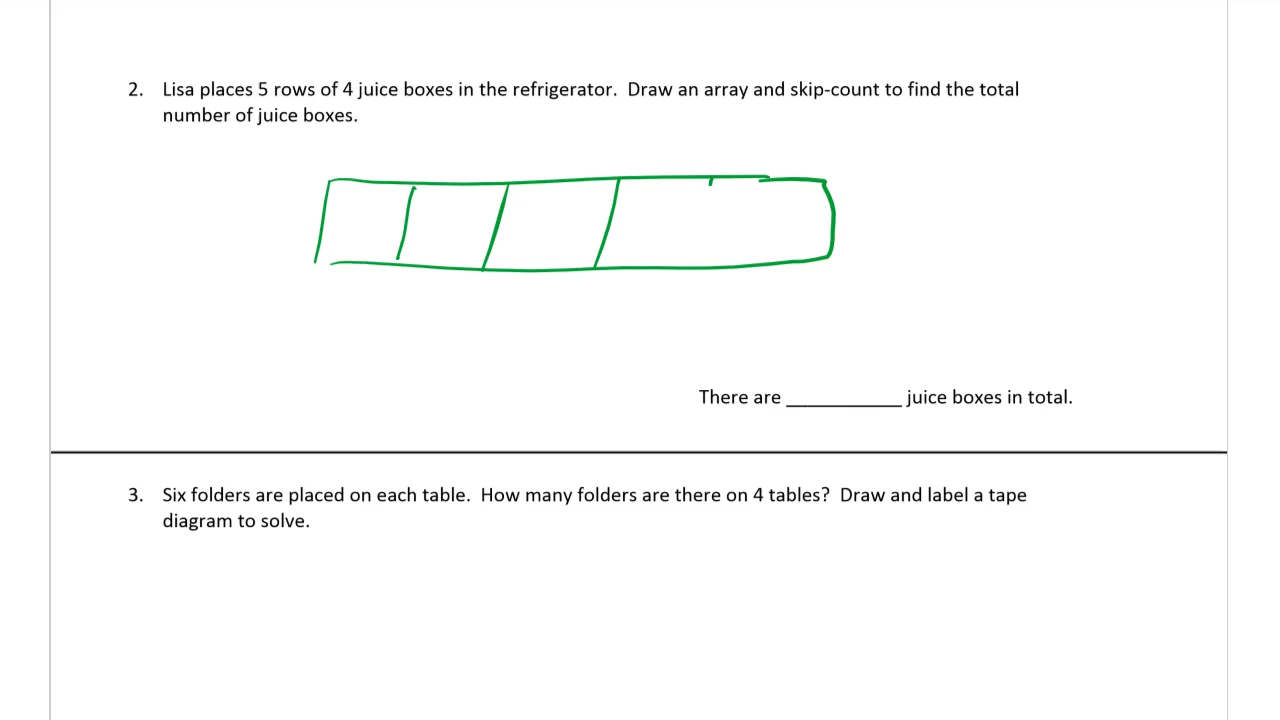 2. Lisa places 5 rows of 4 juice boxes in the refrigerator. Draw an array and skip-count to find the total
number of juice boxes.
There are ___________ juice boxes in total.
3. Six folders are placed on each table. How many folders are there on 4 tables? Draw and label a tape
diagram to solve.